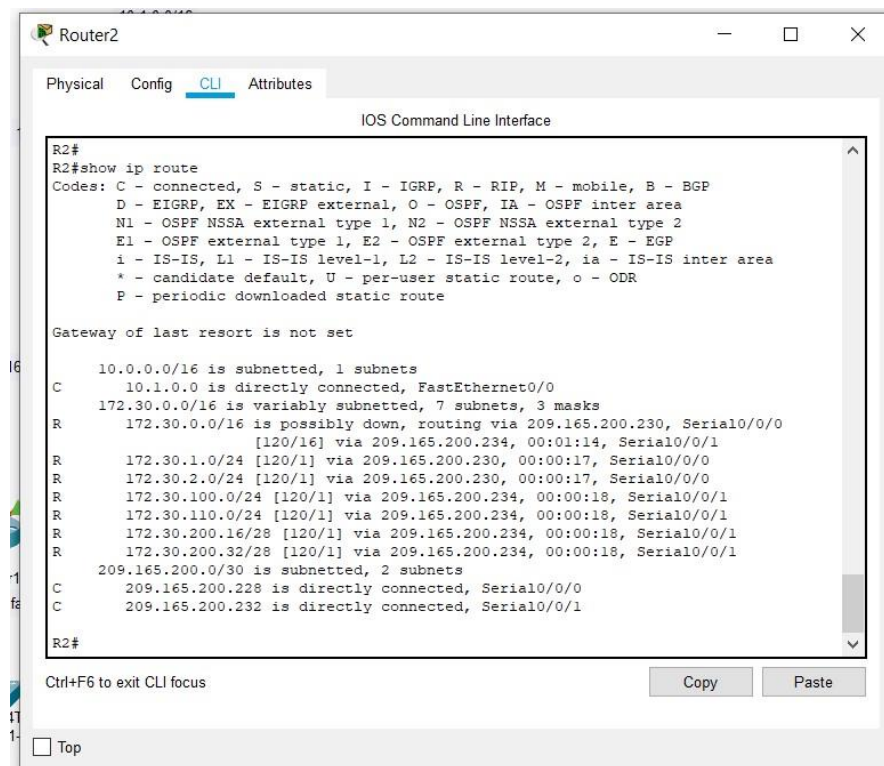 Router2
Physical Config CLI Attributes
IOS Command Line Interface
R2#
R2#show ip route
Codes: C - connected, S - static, I - IGRP, R - RIP, M - mobile, B - BGP
D - EIGRP, EX - EIGRP external, O - OSPF, IA - OSPF inter area
N1 - OSPF NSSA external type 1, N2 - OSPF NSSA external type 2
E1 - OSPF external type 1, E2 - OSPF external type 2, E - EGP
i - IS-IS, L1 - IS-IS level-1, L2 - IS-IS level-2, ia - IS-IS inter area
* - candidate default, U - per-user static route, o - ODR
P - periodic downloaded static route
Gateway of last resort is not set
10.0.0.0/16 is subnetted, 1 subnets
C 10.1.0.0 is directly connected, FastEthernet0/0
172.30.0.0/16 is variably subnetted, 7 subnets, 3 masks
R 172.30.0.0/16 is possibly down, routing via 209.165.200.230, Serial0/0/0
[120/16] via 209.165.200.234, 00:01:14, Serial0/0/1
R 172.30.1.0/24 [120/1] via 209.165.200.230, 00:00:17, Serial0/0/0
R 172.30.2.0/24 [120/1] via 209.165.200.230, 00:00:17, Serial0/0/0
R 172.30.100.0/24 [120/1] via 209.165.200.234, 00:00:18, Serial0/0/1
R 172.30.110.0/24 [120/1] via 209.165.200.234, 00:00:18, Serial0/0/1
R 172.30.200.16/28 [120/1] via 209.165.200.234, 00:00:18, Serial0/0/1
R 172.30.200.32/28 [120/1] via 209.165.200.234, 00:00:18, Serial0/0/1
209.165.200.0/30 is subnetted, 2 subnets
C 209.165.200.228 is directly connected, Serial0/0/0
C 209.165.200.232 is directly connected, Serial0/0/1
R2#
Ctrl+F6 to exit CLI focus
Copy Paste
Top